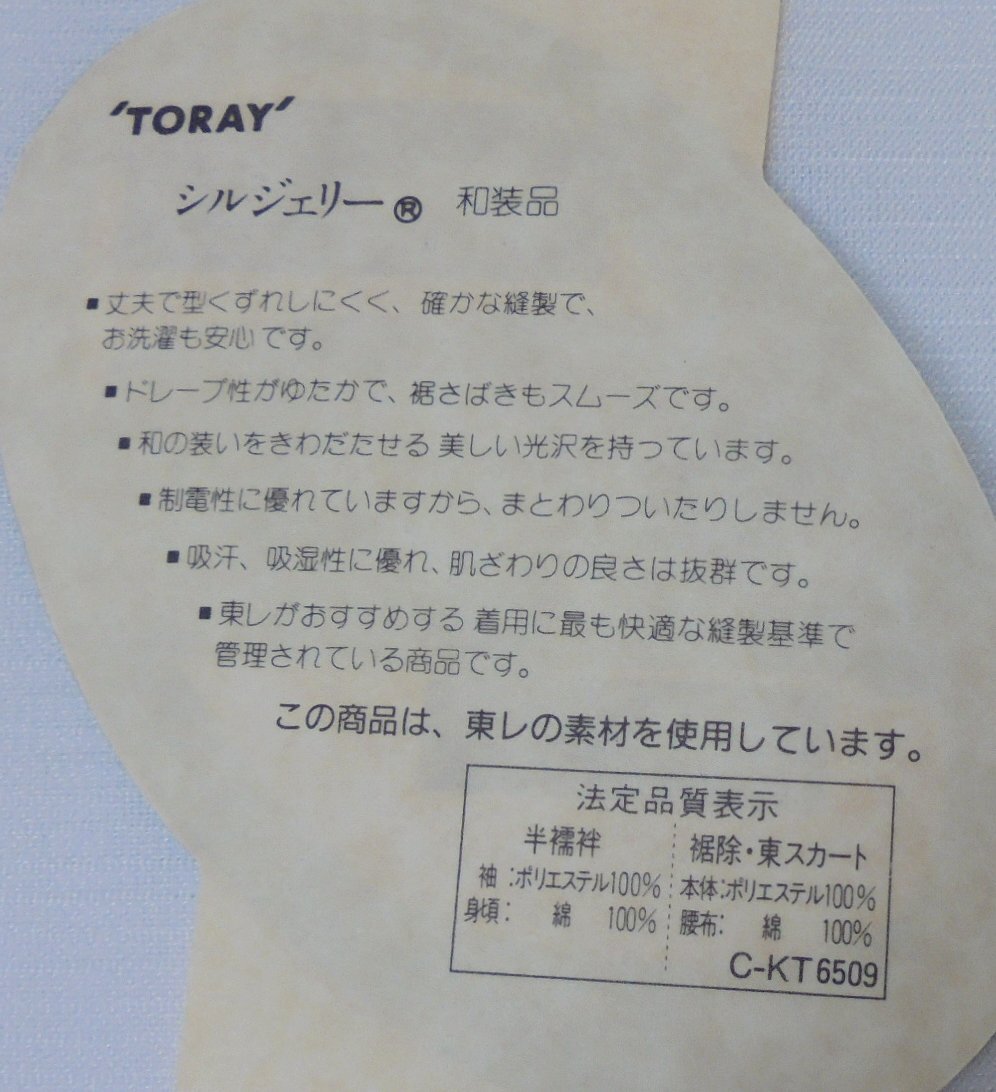 'TORAY'
シルジェリー® 和装品
■丈夫で型くずれしにくく、確かな縫製で、
お洗濯も安心です。
■ドレープ性がゆたかで、裾さばきもスムーズです。
■和の装いをきわだたせる 美しい光沢を持つています。
■制電性に優れていますから、まとわりついたりしません。
■吸汗、吸湿性に優れ、肌ざわりの良さは抜群です。
■東レがおすすめする 着用に最も快適な縫製基準で
管理されている商品です。
この商品は、東レの素材を使用しています。
法定品質表示
半襦袢
袖:ポリエステル100%
身頃: 綿 100%
裾除・東スカート
本体:ポリエステル100%
腰布: 綿 100%
C-KT6509